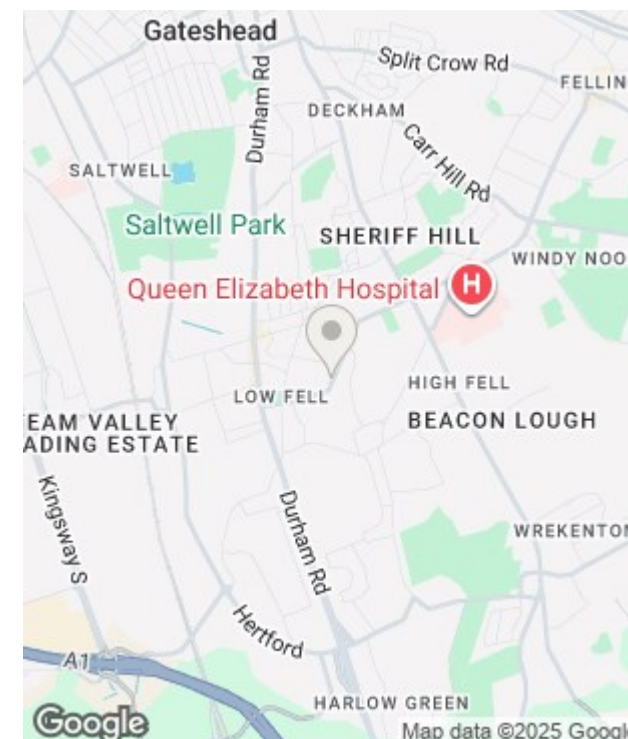 Gateshead
Durham Rd
Split Crow Rd
FELLIN
DECKHAM
Carr Hill Rd
SALTWELL
Saltwell Park
SHERIFF HILL
WINDY NOO
Queen Elizabeth Hospital
H
LOW FELL
HIGH FELL
EAM VALLEY
ADING ESTATE
BEACON LOUGH
Kingsway S
Durham Rd
WREKENTON
Hertford
A1
HARLOW GREEN
Google
Map data ©2025 Google